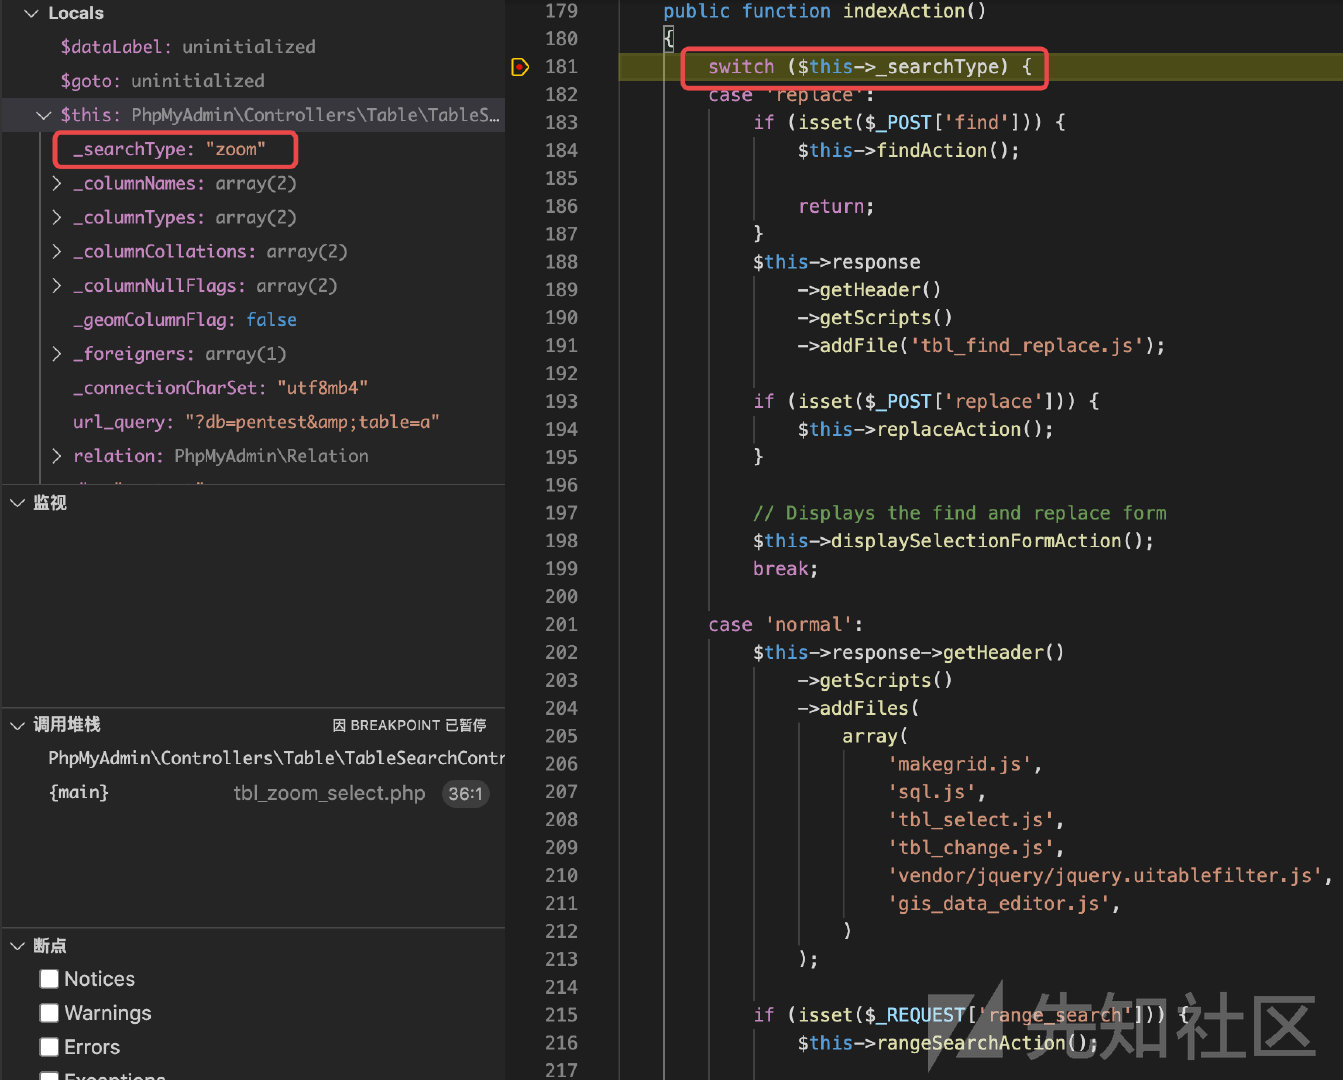 Locals
$dataLabel: uninitialized
$goto: uninitialized
$this: PhpMyAdmin\Controllers\Table\TableS…
_searchType: "zoom"
_columnNames: array(2)
_columnTypes: array(2)
_columnCollations: array(2)
_columnNullFlags: array(2)
_geomColumnFlag: false
_foreigners: array(1)
_connectionCharSet: "utf8mb4"
url_query: "?db=pentest&amp;table=a"
relation: PhpMyAdmin\Relation
监视
调用堆栈 因 BREAKPOINT 已暂停
PhpMyAdmin\Controllers\Table\TableSearchContr
{main} tbl_zoom_select.php 36:1
断点
Notices
Warnings
Errors
Exceptions
179 public function indexAction()
180 {
181 switch ($this->_searchType) {
182 case 'replace':
183 if (isset($_POST['find'])) {
184 $this->findAction();
185
186 return;
187 }
188 $this->response
189 ->getHeader()
190 ->getScripts()
191 ->addFile('tbl_find_replace.js');
192
193 if (isset($_POST['replace'])) {
194 $this->replaceAction();
195 }
196
197 // Displays the find and replace form
198 $this->displaySelectionFormAction();
199 break;
200
201 case 'normal':
202 $this->response->getHeader()
203 ->getScripts()
204 ->addFiles(
205 array(
206 'makegrid.js',
207 'sql.js',
208 'tbl_select.js',
209 'tbl_change.js',
210 'vendor/jquery/jquery.uitablefilter.js',
211 'gis_data_editor.js',
212 )
213 );
214
215 if (isset($_REQUEST['range_search'])) {
216 $this->rangeSearchAction();
217
先知社区